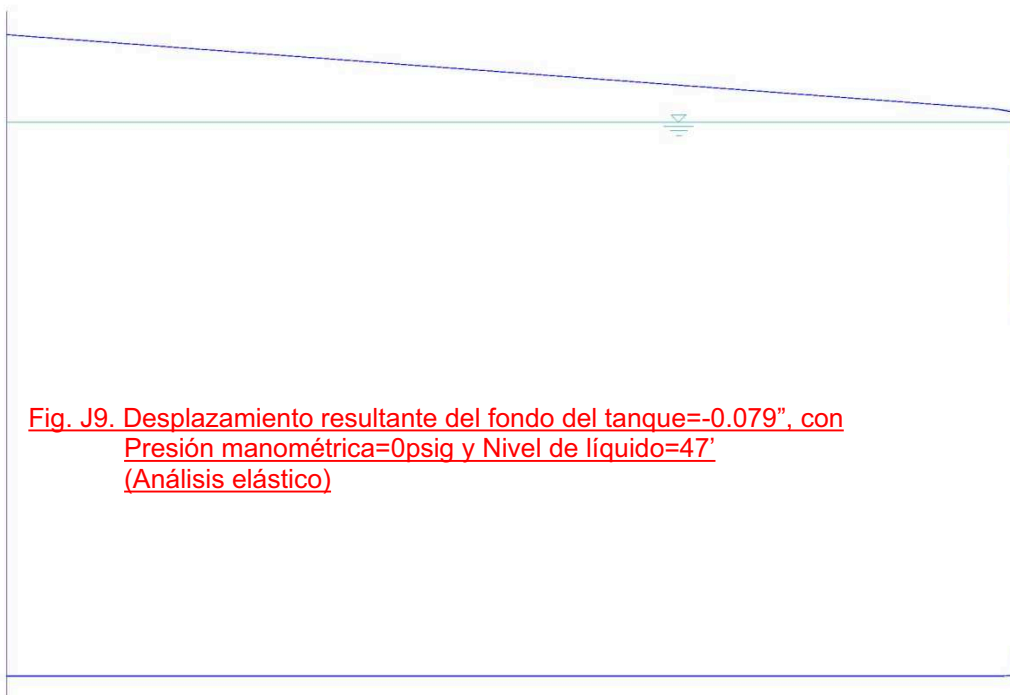 Fig. J9. Desplazamiento resultante del fondo del tanque=-0.079”, con
Presión manométrica=0psig y Nivel de líquido=47’
(Análisis elástico)